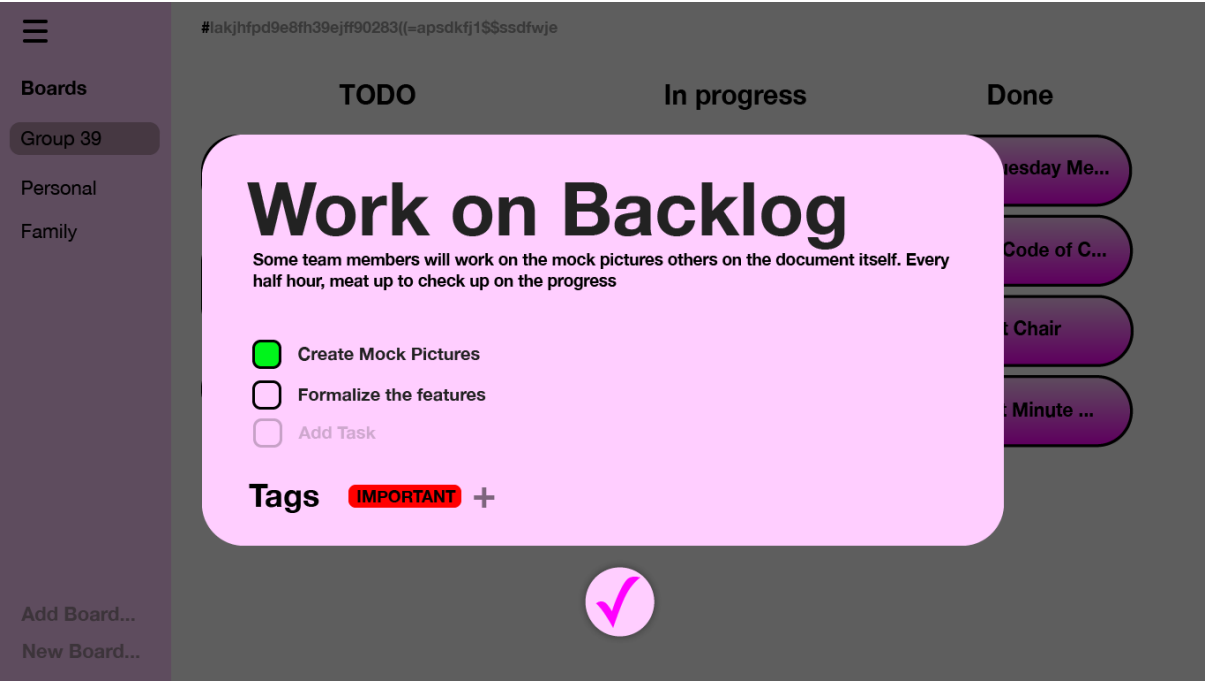 #lakjhfpd9e8fh39ejff90283((=apsdkfj1$$ssdfwje
Boards
Group 39
Personal
Family
Add Board...
New Board...
TODO
In progress
Done
Work on Backlog
Some team members will work on the mock pictures others on the document itself. Every
half hour, meat up to check up on the progress
Create Mock Pictures
Formalize the features
Add Task
Tags IMPORTANT +
Me...
Code of C...
Chair
Minute ...